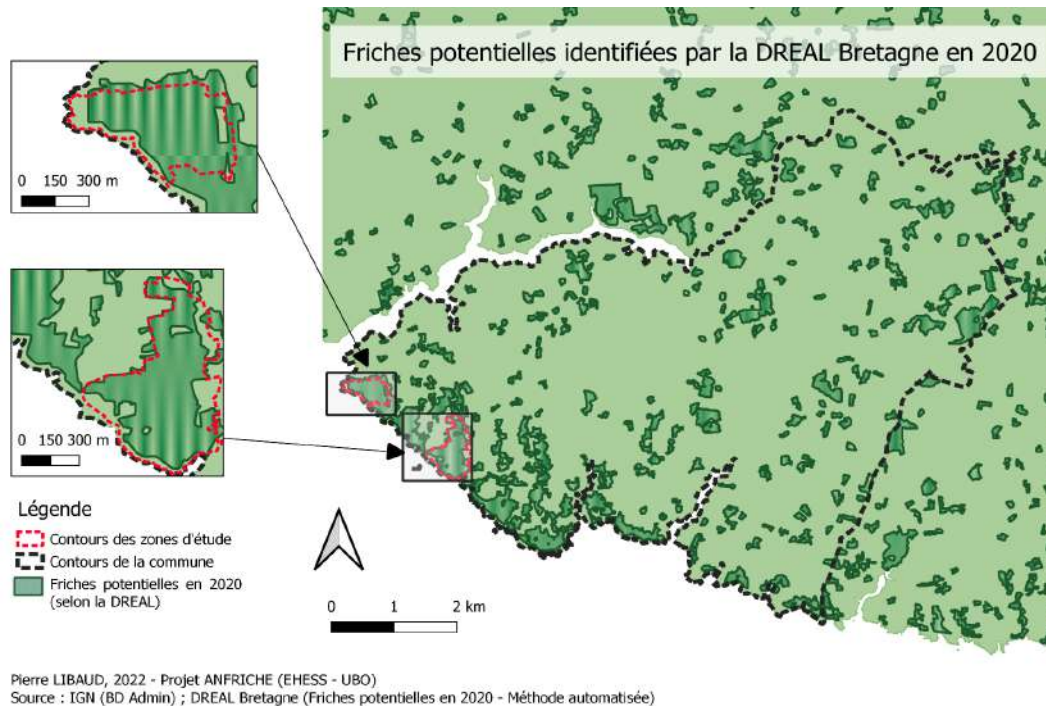 Friches potentielles identifiées par la DREAL Bretagne en 2020
0 150 300 m
0 150 300 m
Légende
Contours des zones d'étude
Contours de la commune
Friches potentielles en 2020
(selon la DREAL)
0 1 2 km
Pierre LIBAUD, 2022 - Projet ANFRICHE (EHESS - UBO)
Source : IGN (BD Admin) ; DREAL Bretagne (Friches potentielles en 2020 - Méthode automatisée)